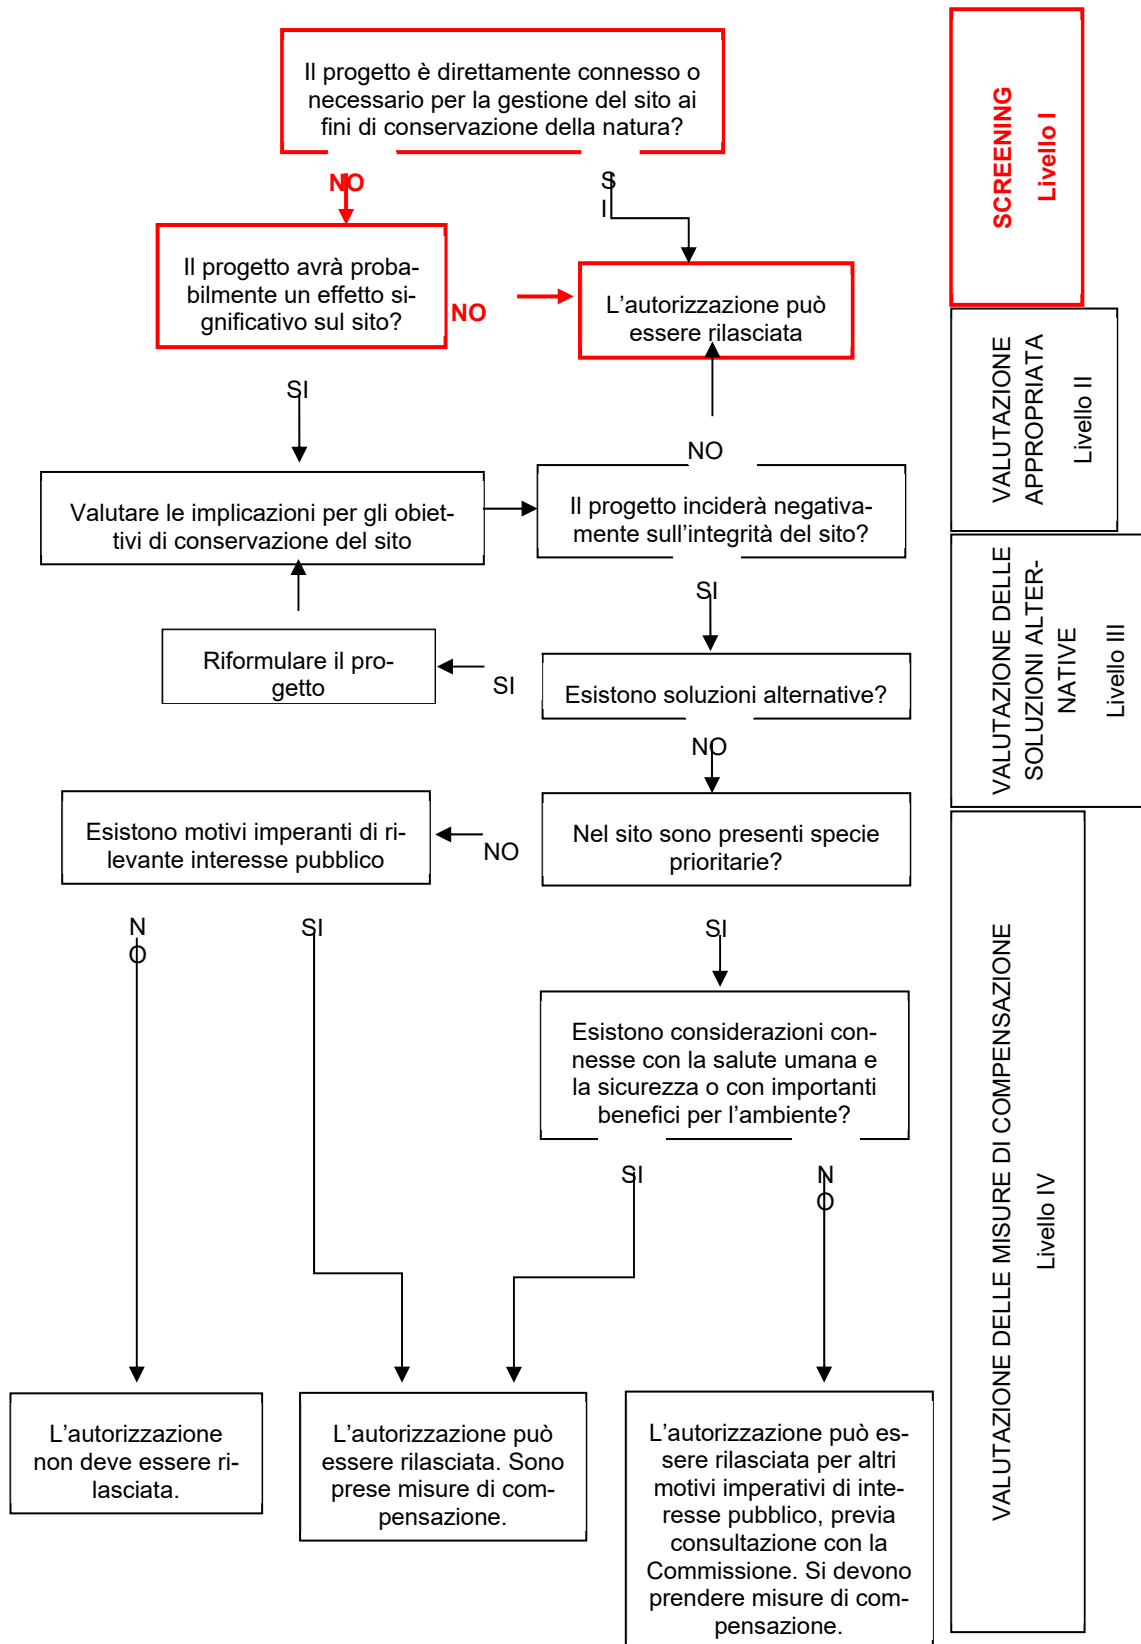 Il progetto è direttamente connesso o
necessario per la gestione del sito ai
fini di conservazione della natura?
NO
S
I
Il progetto avrà proba-
bilmente un effetto si-
gnificativo sul sito?
NO
L’autorizzazione può
essere rilasciata
SI
NO
Valutare le implicazioni per gli obiet-
tivi di conservazione del sito
Il progetto inciderà negativa-
mente sull’integrità del sito?
SI
Riformulare il pro-
getto
SI
Esistono soluzioni alternative?
NO
Esistono motivi imperanti di ri-
levante interesse pubblico
NO
Nel sito sono presenti specie
prioritarie?
N
O
SI
SI
Esistono considerazioni con-
nesse con la salute umana e
la sicurezza o con importanti
benefici per l’ambiente?
SI
N
O
L’autorizzazione
non deve essere ri-
lasciata.
L’autorizzazione può
essere rilasciata. Sono
prese misure di com-
pensazione.
L’autorizzazione può es-
sere rilasciata per altri
motivi imperativi di inte-
resse pubblico, previa
consultazione con la
Commissione. Si devono
prendere misure di com-
pensazione.
SCREENING
Livello I
VALUTAZIONE
APPROPRIATA
Livello II
VALUTAZIONE DELLE
SOLUZIONI ALTER-
NATIVE
Livello III
VALUTAZIONE DELLE MISURE DI COMPENSAZIONE
Livello IV